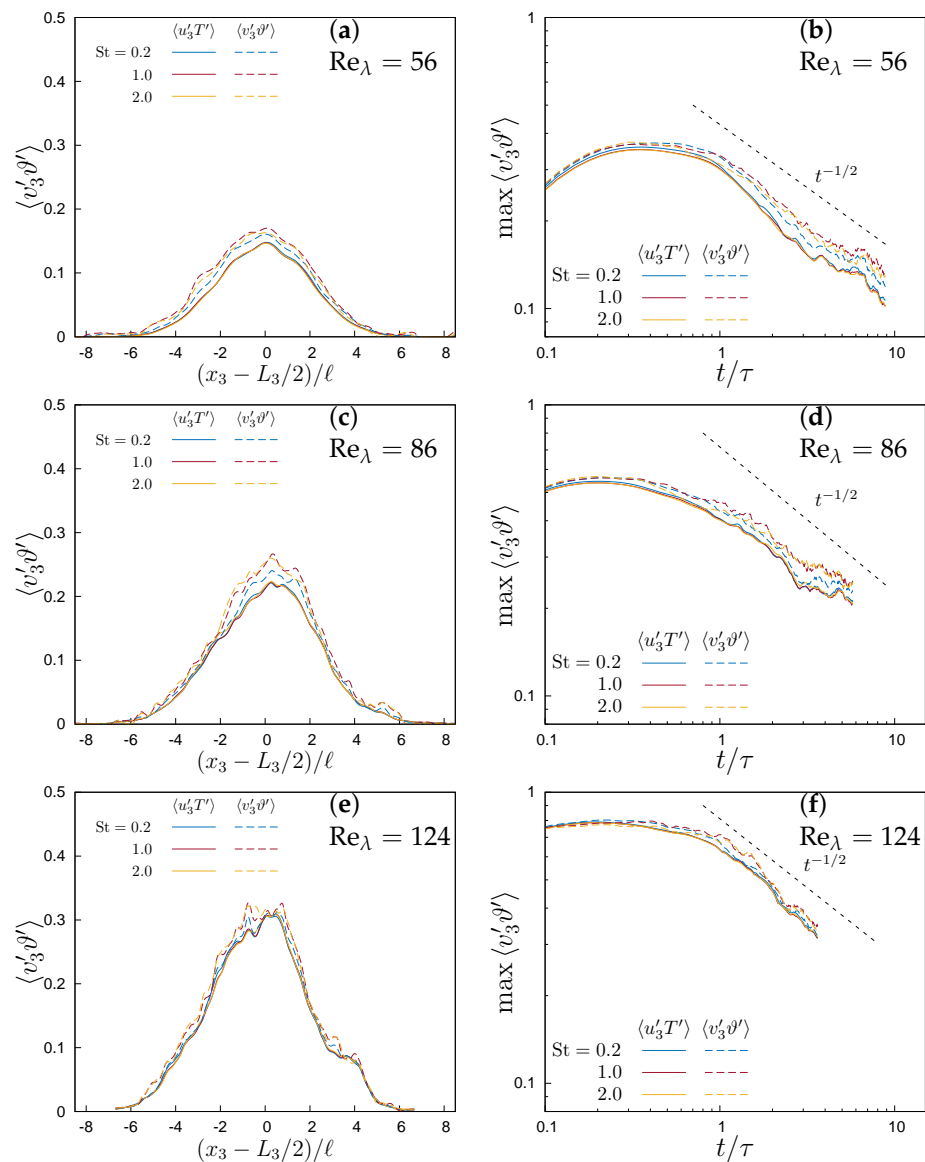 (a)
Reλ = 56
⟨u′₃T′⟩ ⟨v′₃ϑ′⟩
St = 0.2
1.0
2.0
⟨v′₃ϑ′⟩
0.5
0.4
0.3
0.2
0.1
0
-8 -6 -4 -2 0 2 4 6 8
(x₃ − L₃/2)/ℓ
(b)
Reλ = 56
t⁻¹/²
⟨u′₃T′⟩ ⟨v′₃ϑ′⟩
St = 0.2
1.0
2.0
max ⟨v′₃ϑ′⟩
1
0.1
0.1 1 10
t/τ
(c)
Reλ = 86
⟨u′₃T′⟩ ⟨v′₃ϑ′⟩
St = 0.2
1.0
2.0
⟨v′₃ϑ′⟩
0.5
0.4
0.3
0.2
0.1
0
-8 -6 -4 -2 0 2 4 6 8
(x₃ − L₃/2)/ℓ
(d)
Reλ = 86
t⁻¹/²
⟨u′₃T′⟩ ⟨v′₃ϑ′⟩
St = 0.2
1.0
2.0
max ⟨v′₃ϑ′⟩
1
0.1
0.1 1 10
t/τ
(e)
Reλ = 124
⟨u′₃T′⟩ ⟨v′₃ϑ′⟩
St = 0.2
1.0
2.0
⟨v′₃ϑ′⟩
0.5
0.4
0.3
0.2
0.1
0
-8 -6 -4 -2 0 2 4 6 8
(x₃ − L₃/2)/ℓ
(f)
Reλ = 124
t⁻¹/²
⟨u′₃T′⟩ ⟨v′₃ϑ′⟩
St = 0.2
1.0
2.0
max ⟨v′₃ϑ′⟩
1
0.1
0.1 1 10
t/τ